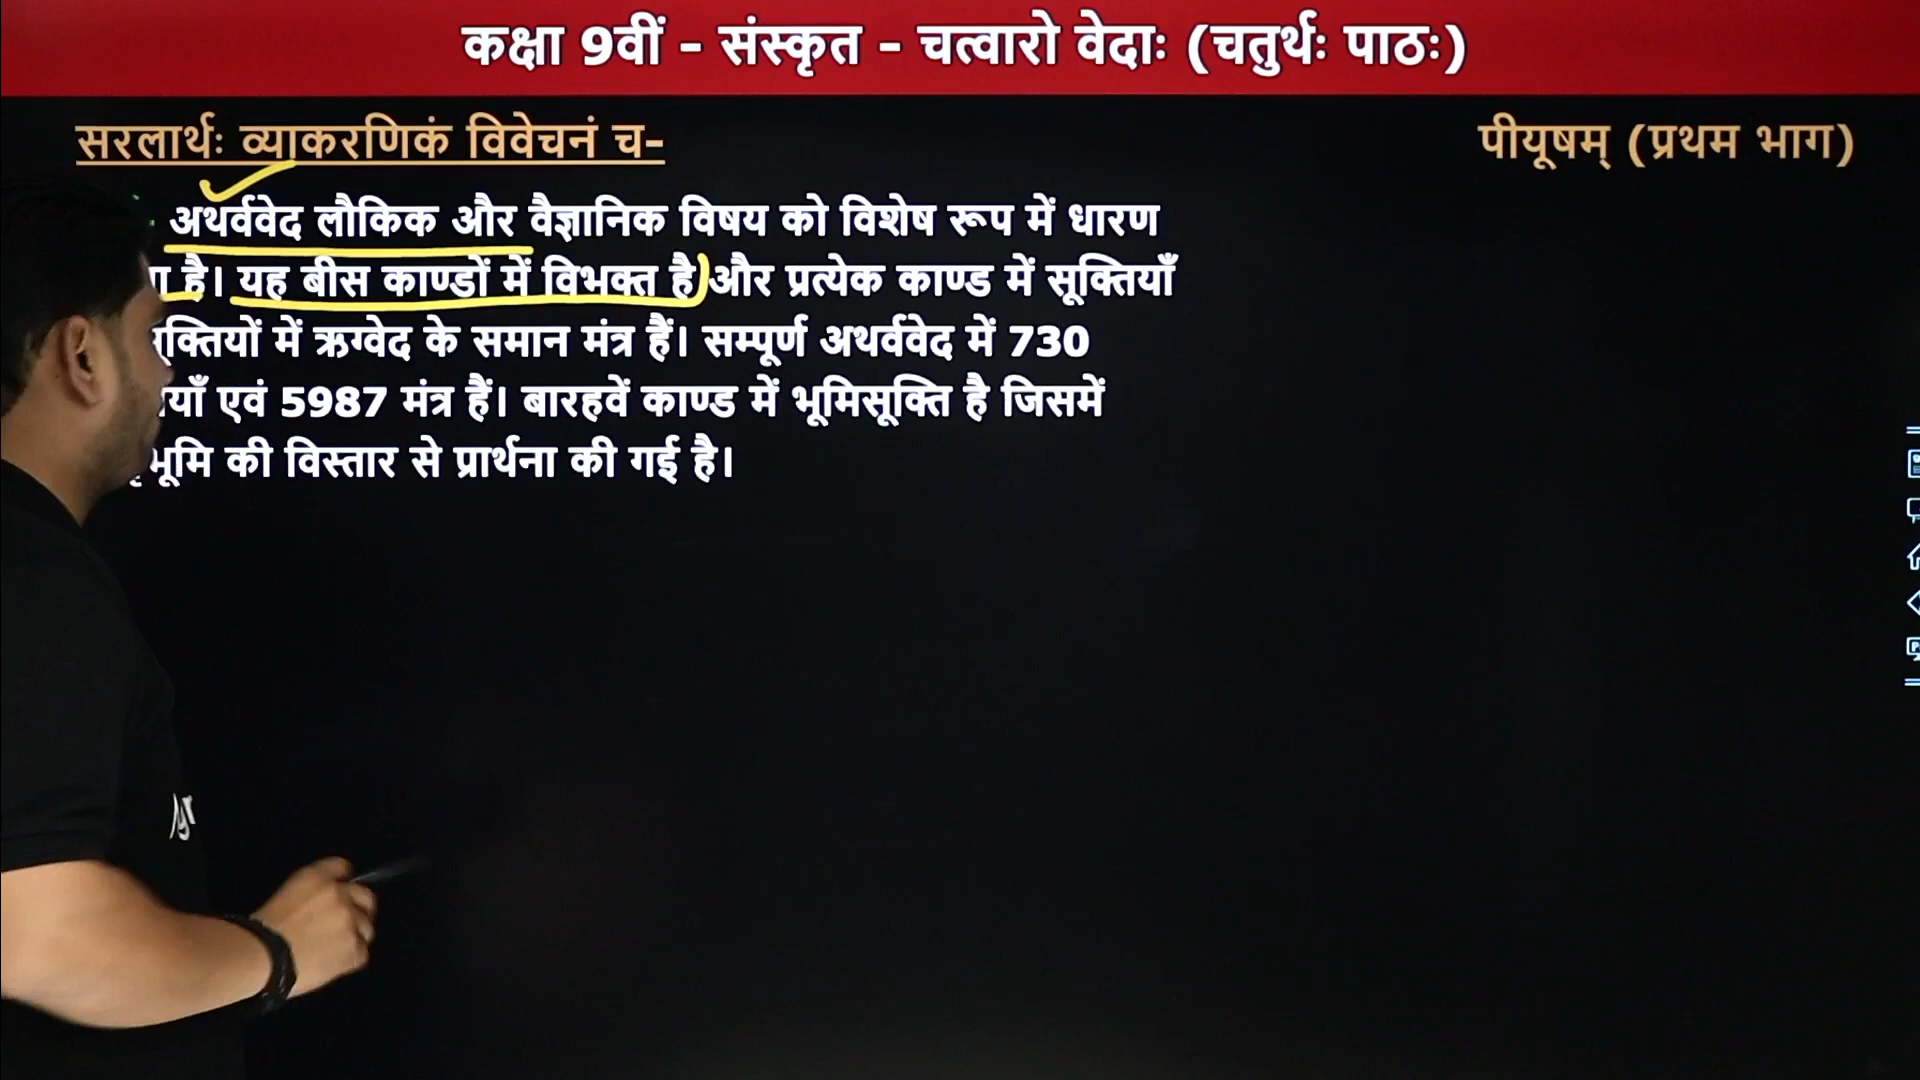 कक्षा 9वीं - संस्कृत - चत्वारो वेदाः (चतुर्थः पाठः)
सरलार्थः व्याकरणिकं विवेचनं च-
पीयूषम् (प्रथम भाग)
अथर्ववेद लौकिक और वैज्ञानिक विषय को विशेष रूप में धारण
है। यह बीस काण्डों में विभक्त है और प्रत्येक काण्ड में सूक्तियाँ
में ऋग्वेद के समान मंत्र हैं। सम्पूर्ण अथर्ववेद में 730
एवं 5987 मंत्र हैं। बारहवें काण्ड में भूमिसूक्ति है जिसमें
की विस्तार से प्रार्थना की गई है।